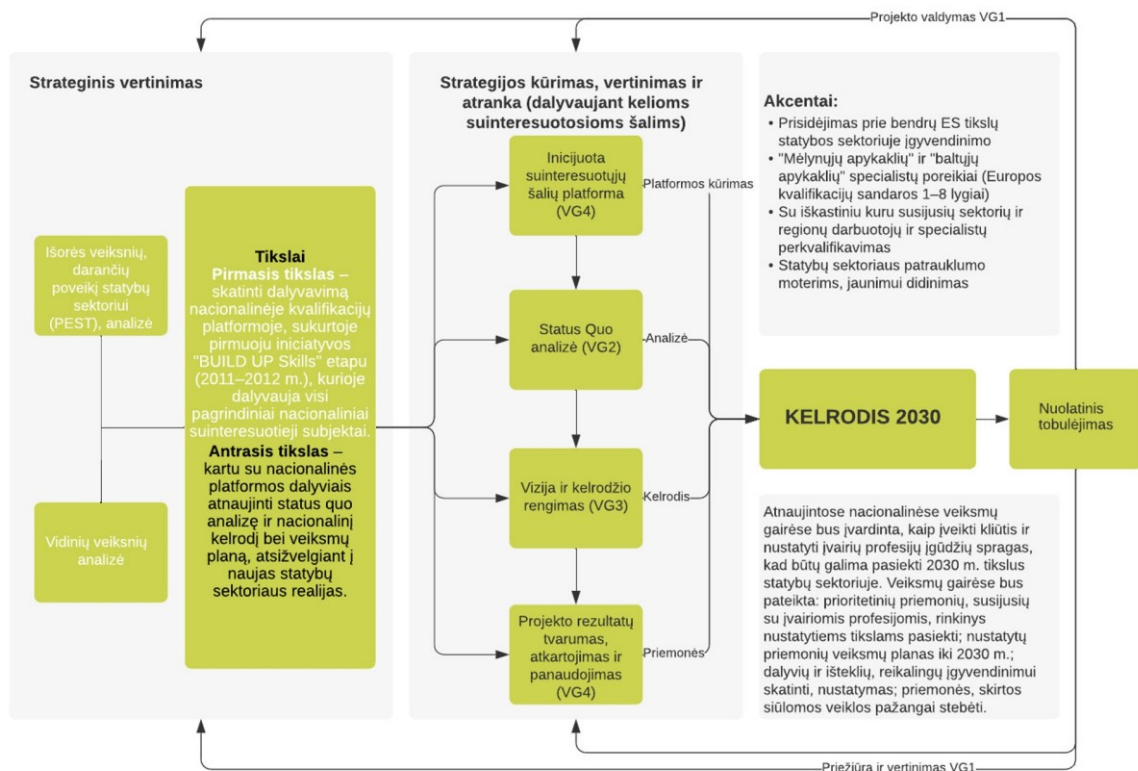 Projekto valdymas VG1
Strateginis vertinimas
Išorės veiksnių,
darančių
poveikį statybų
sektoriui
(PEST), analizė
Vidinių veiksnių
analizė
Tikslai
Pirmasis tikslas –
skatinti dalyvavimą
nacionalinėje kvalifikacijų
platformoje, sukurtoje
pirmuoju iniciatyvos
"BUILD UP Skills" etapu
(2011–2012 m.), kurioje
dalyvauja visi
pagrindiniai nacionaliniai
suinteresuotieji subjektai.
Antrasis tikslas –
kartu su nacionalinės
platformos dalyviais
atnaujinti status quo
analizę ir nacionalinį
kelrodį bei veiksmų
planą, atsižvelgiant į
naujas statybų
sektoriaus realijas.
Strategijos kūrimas, vertinimas ir
atranka (dalyvaujant kelioms
suinteresuotosioms šalims)
Inicijuota
suinteresuotųjų
šalių platforma
(VG4)
Platformos kūrimas
Status Quo
analizė (VG2)
Analizė
Vizija ir kelrodžio
rengimas (VG3)
Kelrodis
Projekto rezultatų
tvarumas,
atkartojimas ir
panaudojimas
(VG4)
Priemonės
Akcentai:
• Prisidėjimas prie bendrų ES tikslų
statybos sektoriuje įgyvendinimo
• "Mėlynųjų apykaklių" ir "baltųjų
apykaklių" specialistų poreikiai (Europos
kvalifikacijų sandaros 1–8 lygiai)
• Su iškastiniu kuru susijusių sektorių ir
regionų darbuotojų ir specialistų
perkvalifikavimas
• Statybų sektoriaus patrauklumo
moterims, jaunimui didinimas
KELRODIS 2030
Nuolatinis
tobulėjimas
Atnaujintose nacionalinėse veiksmų
gairėse bus įvardinta, kaip įveikti kliūtis ir
nustatyti įvairių profesijų įgūdžių spragas,
kad būtų galima pasiekti 2030 m. tikslus
statybų sektoriuje. Veiksmų gairėse bus
pateikta: prioritetinių priemonių, susijusių
su įvairiomis profesijomis, rinkinys
nustatytiems tikslams pasiekti; nustatytų
priemonių veiksmų planas iki 2030 m.;
dalyvių ir išteklių, reikalingų įgyvendinimui
skatinti, nustatymas; priemonės, skirtos
siūlomos veiklos pažangai stebėti.
Priežiūra ir vertinimas VG1